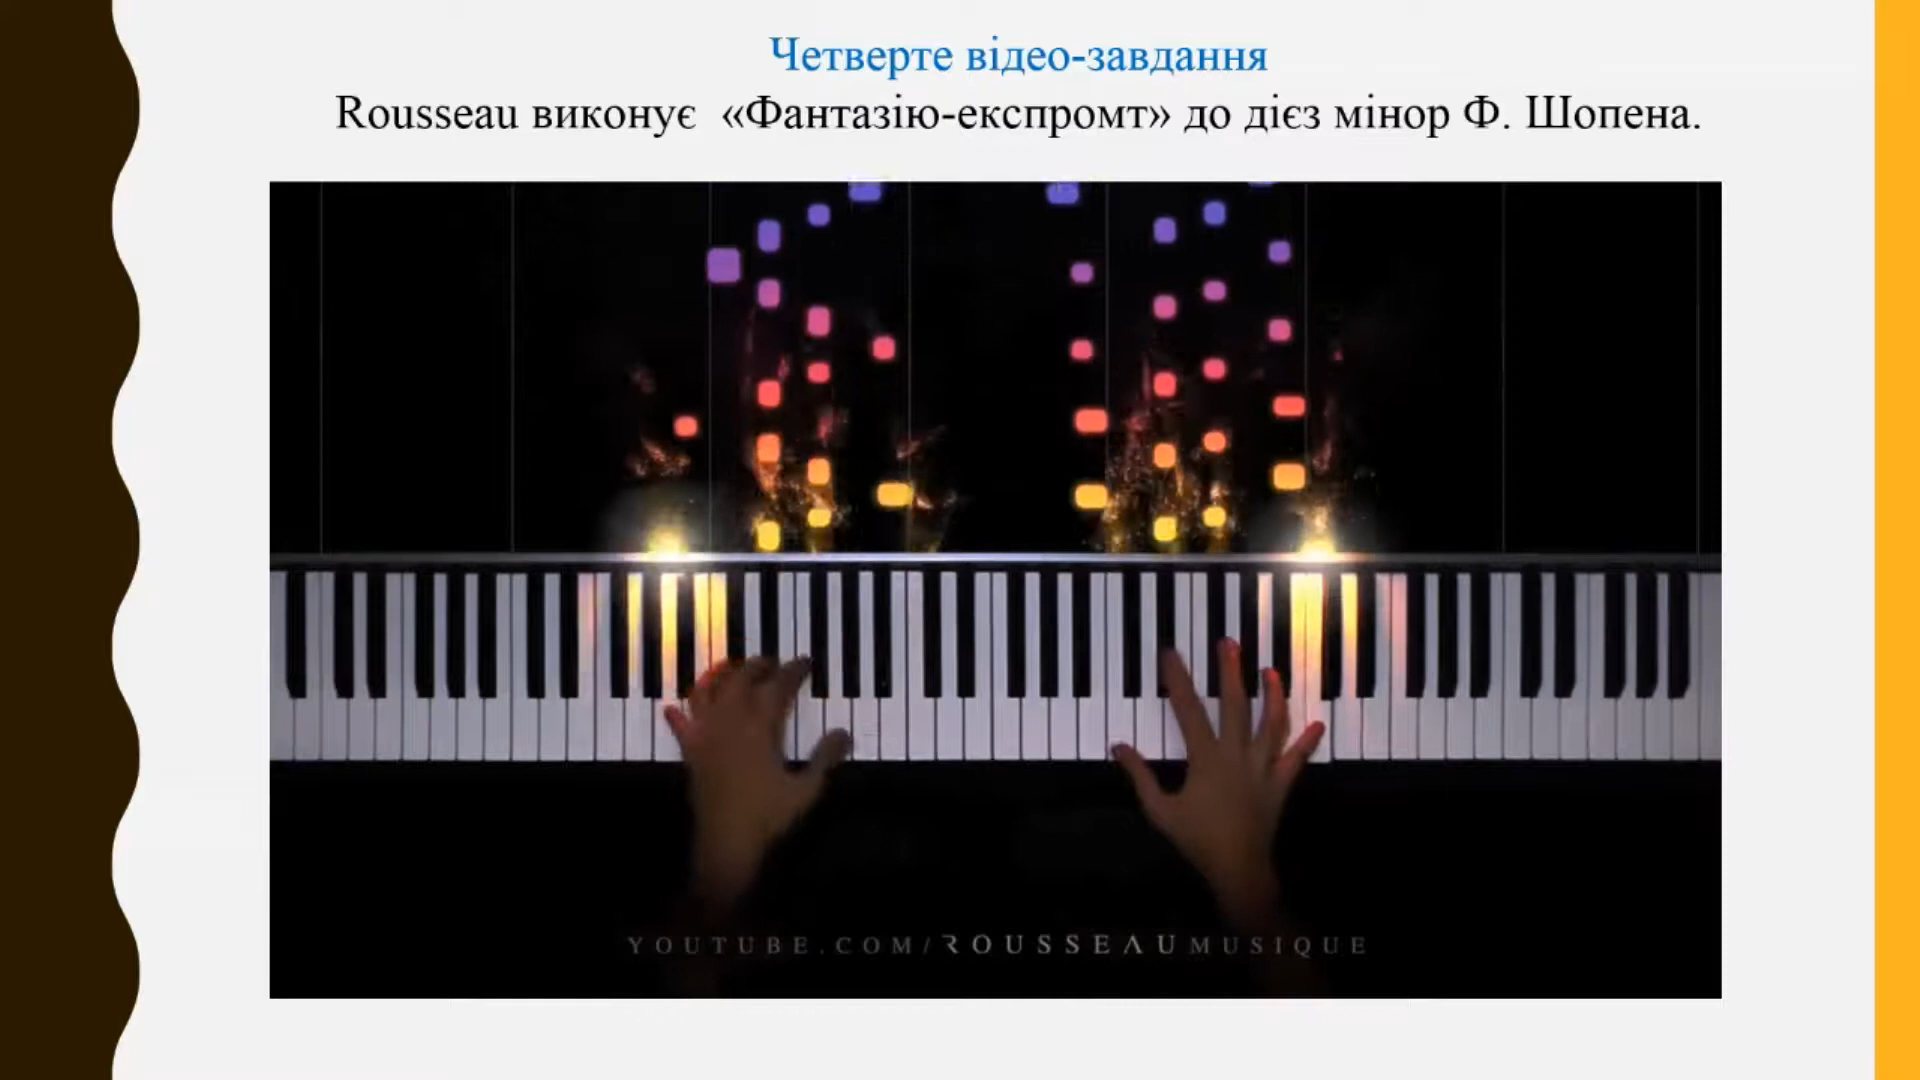 Четверте відео-завдання
Rousseau виконує «Фантазію-експромт» до дієз мінор Ф. Шопена.
YOUTUBE.COM/ROUSSEAUMUSIQUE